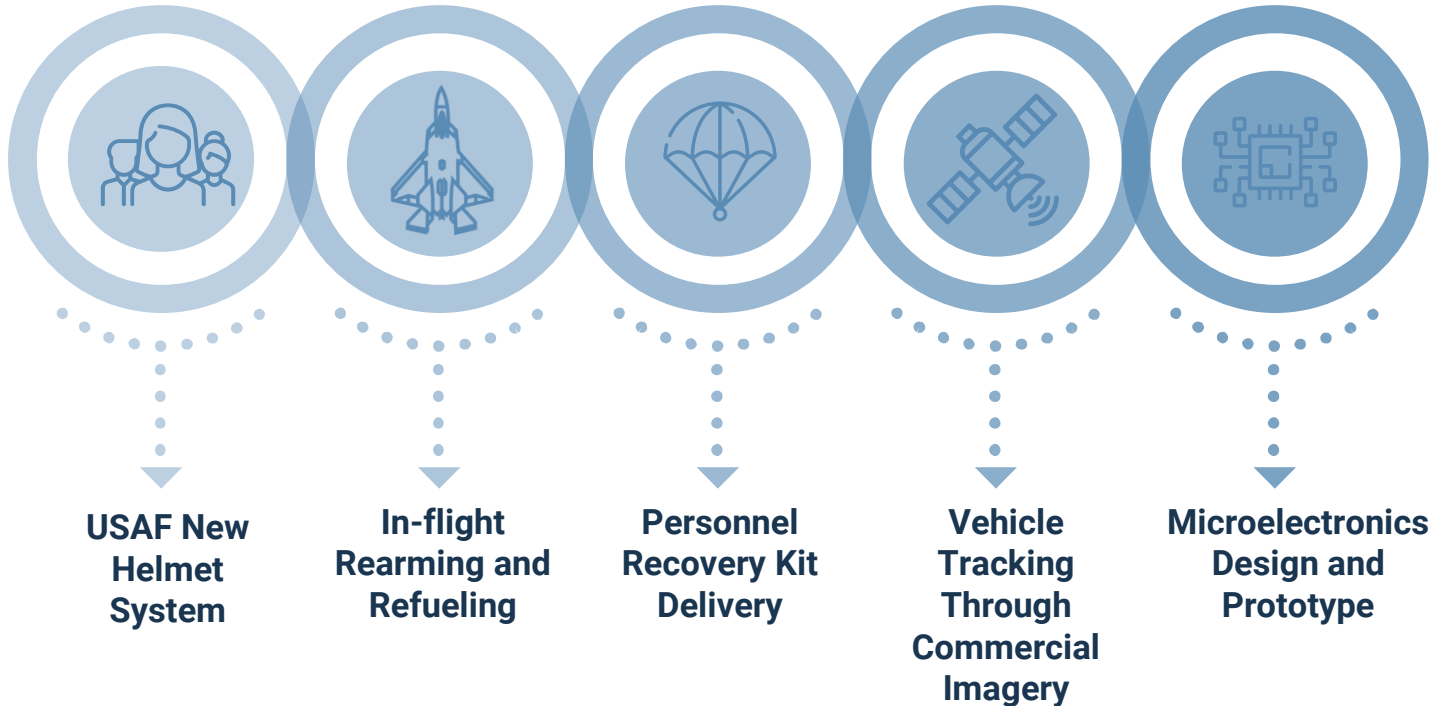 USAF New
Helmet
System
In-flight
Rearming and
Refueling
Personnel
Recovery Kit
Delivery
Vehicle
Tracking
Through
Commercial
Imagery
Microelectronics
Design and
Prototype